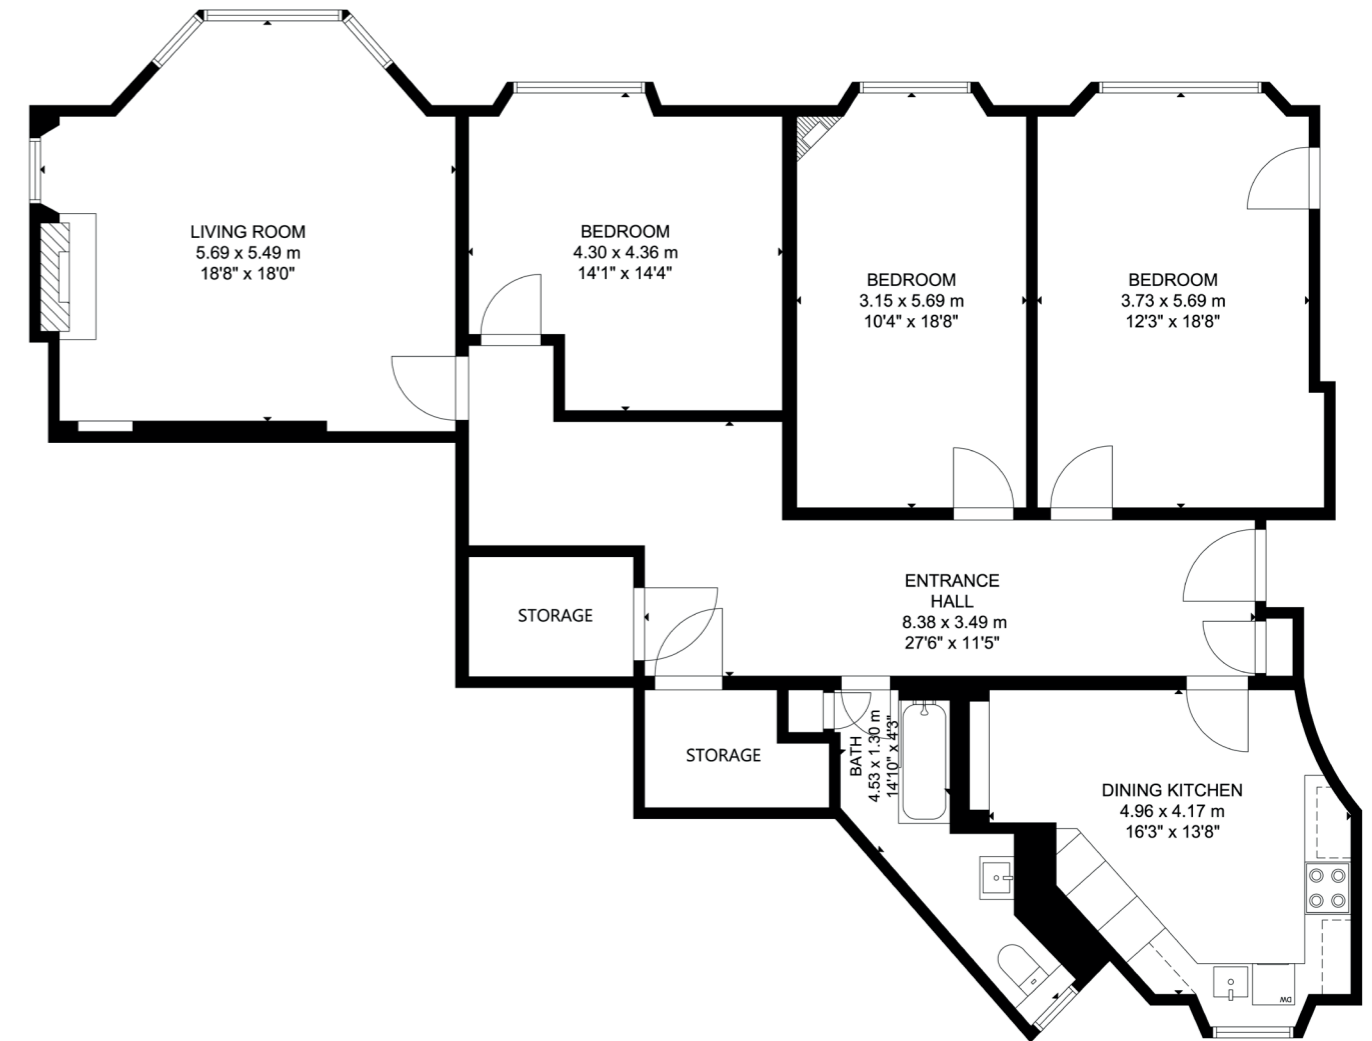 LIVING ROOM
5.69 x 5.49 m
18'8" x 18'0"
BEDROOM
4.30 x 4.36 m
14'1" x 14'4"
BEDROOM
3.15 x 5.69 m
10'4" x 18'8"
BEDROOM
3.73 x 5.69 m
12'3" x 18'8"
STORAGE
ENTRANCE
HALL
8.38 x 3.49 m
27'6" x 11'5"
STORAGE
BATH
4.53 x 1.30 m
14'10" x 4'3"
DINING KITCHEN
4.96 x 4.17 m
16'3" x 13'8"
DW